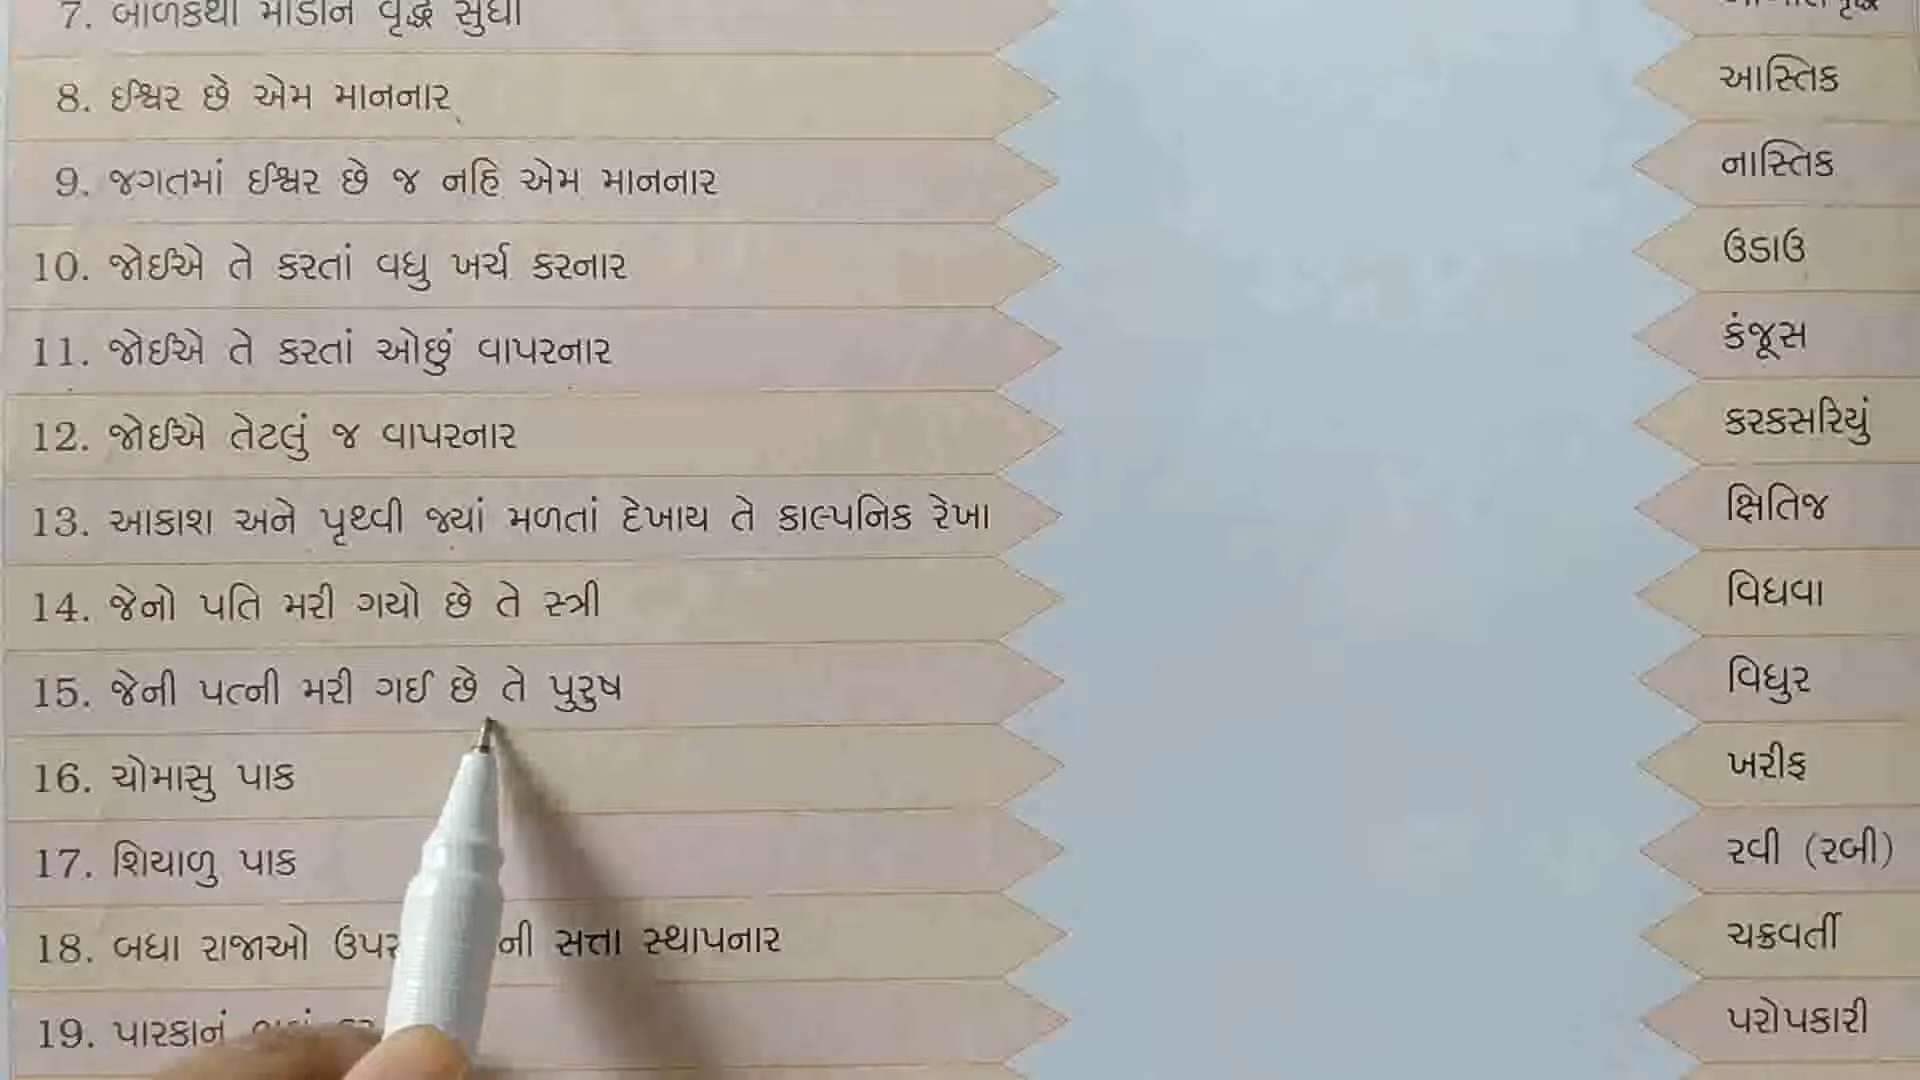 7. બાળકથી માંડીને વૃદ્ધ સુધી
8. ઈશ્વર છે એમ માનનાર
આસ્તિક
9. જગતમાં ઈશ્વર છે જ નહિ એમ માનનાર
નાસ્તિક
10. જોઈએ તે કરતાં વધુ ખર્ચ કરનાર
ઉડાઉ
11. જોઈએ તે કરતાં ઓછું વાપરનાર
કંજૂસ
12. જોઈએ તેટલું જ વાપરનાર
કરકસરિયું
13. આકાશ અને પૃથ્વી જ્યાં મળતાં દેખાય તે કાલ્પનિક રેખા
ક્ષિતિજ
14. જેનો પતિ મરી ગયો છે તે સ્ત્રી
વિધવા
15. જેની પત્ની મરી ગઈ છે તે પુરુષ
વિધુર
16. ચોમાસુ પાક
ખરીફ
17. શિયાળુ પાક
રવી (રબી)
18. બધા રાજાઓ સત્તા સ્થાપનાર
ચક્રવર્તી
19. પારકાનું
પરોપકારી